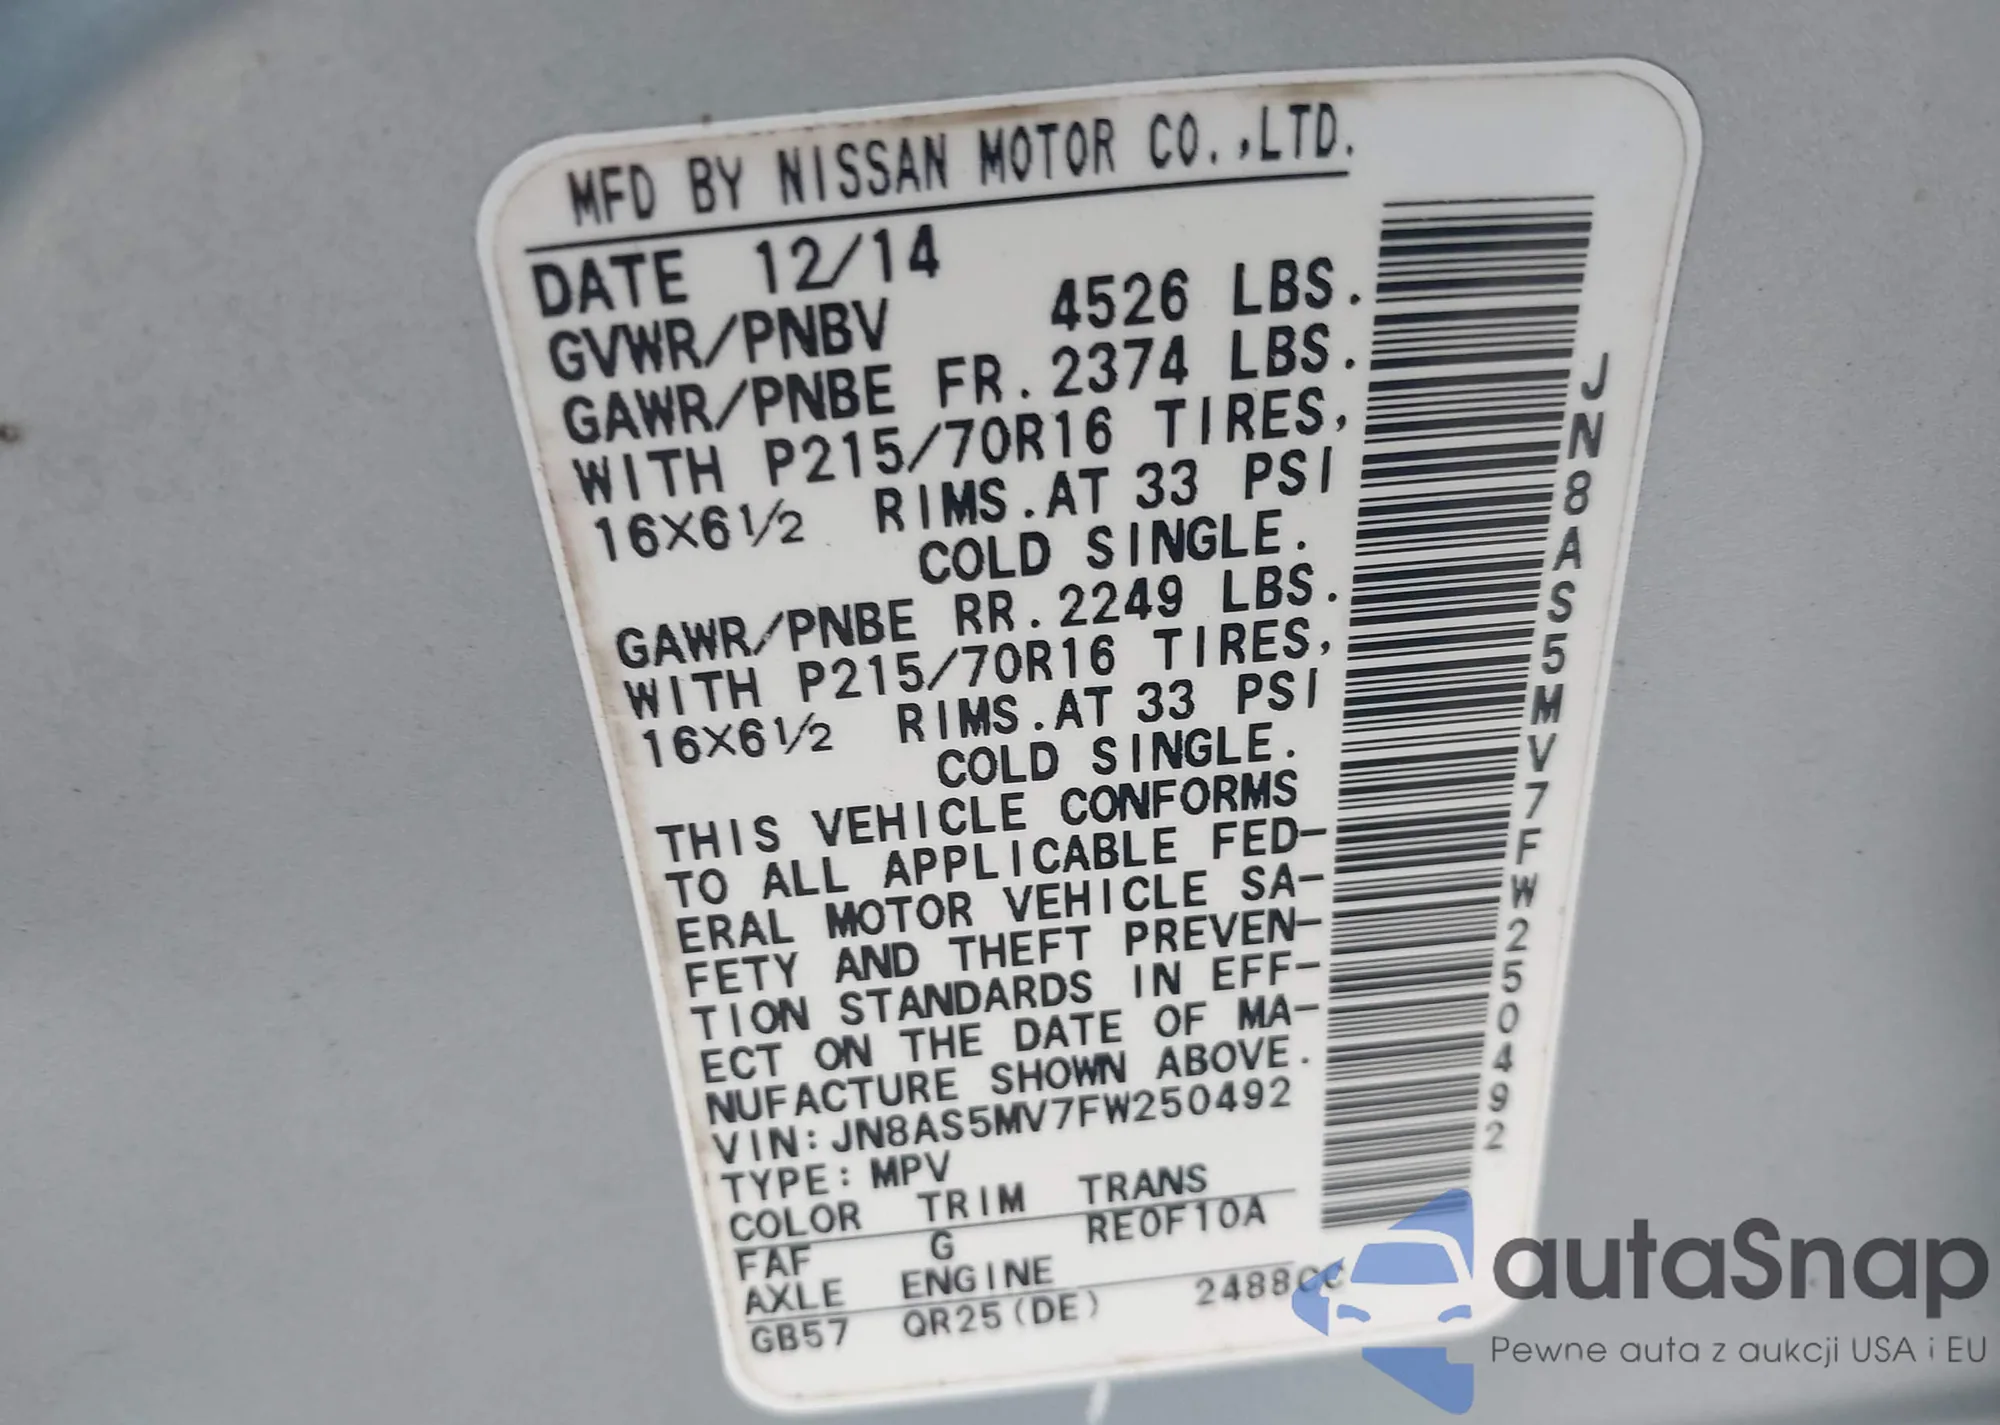 MFD BY NISSAN MOTOR CO.,LTD.
DATE 12/14
GVWR/PNBV 4526 LBS.
GAWR/PNBE FR.2374 LBS.
WITH P215/70R16 TIRES,
16X6½ RIMS.AT 33 PSI
COLD SINGLE.
GAWR/PNBE RR.2249 LBS.
WITH P215/70R16 TIRES,
16X6½ RIMS.AT 33 PSI
COLD SINGLE.
THIS VEHICLE CONFORMS
TO ALL APPLICABLE FED-
ERAL MOTOR VEHICLE SA-
FETY AND THEFT PREVEN-
TION STANDARDS IN EFF-
ECT ON THE DATE OF MA-
NUFACTURE SHOWN ABOVE.
VIN:JN8AS5MV7FW250492
TYPE:MPV
COLOR TRIM TRANS
FAF G RE0F10A
AXLE ENGINE
GB57 QR25(DE) 2488CC
JN8AS5MV7FW250492
autaSnap
Pewne auta z aukcji USA i EU